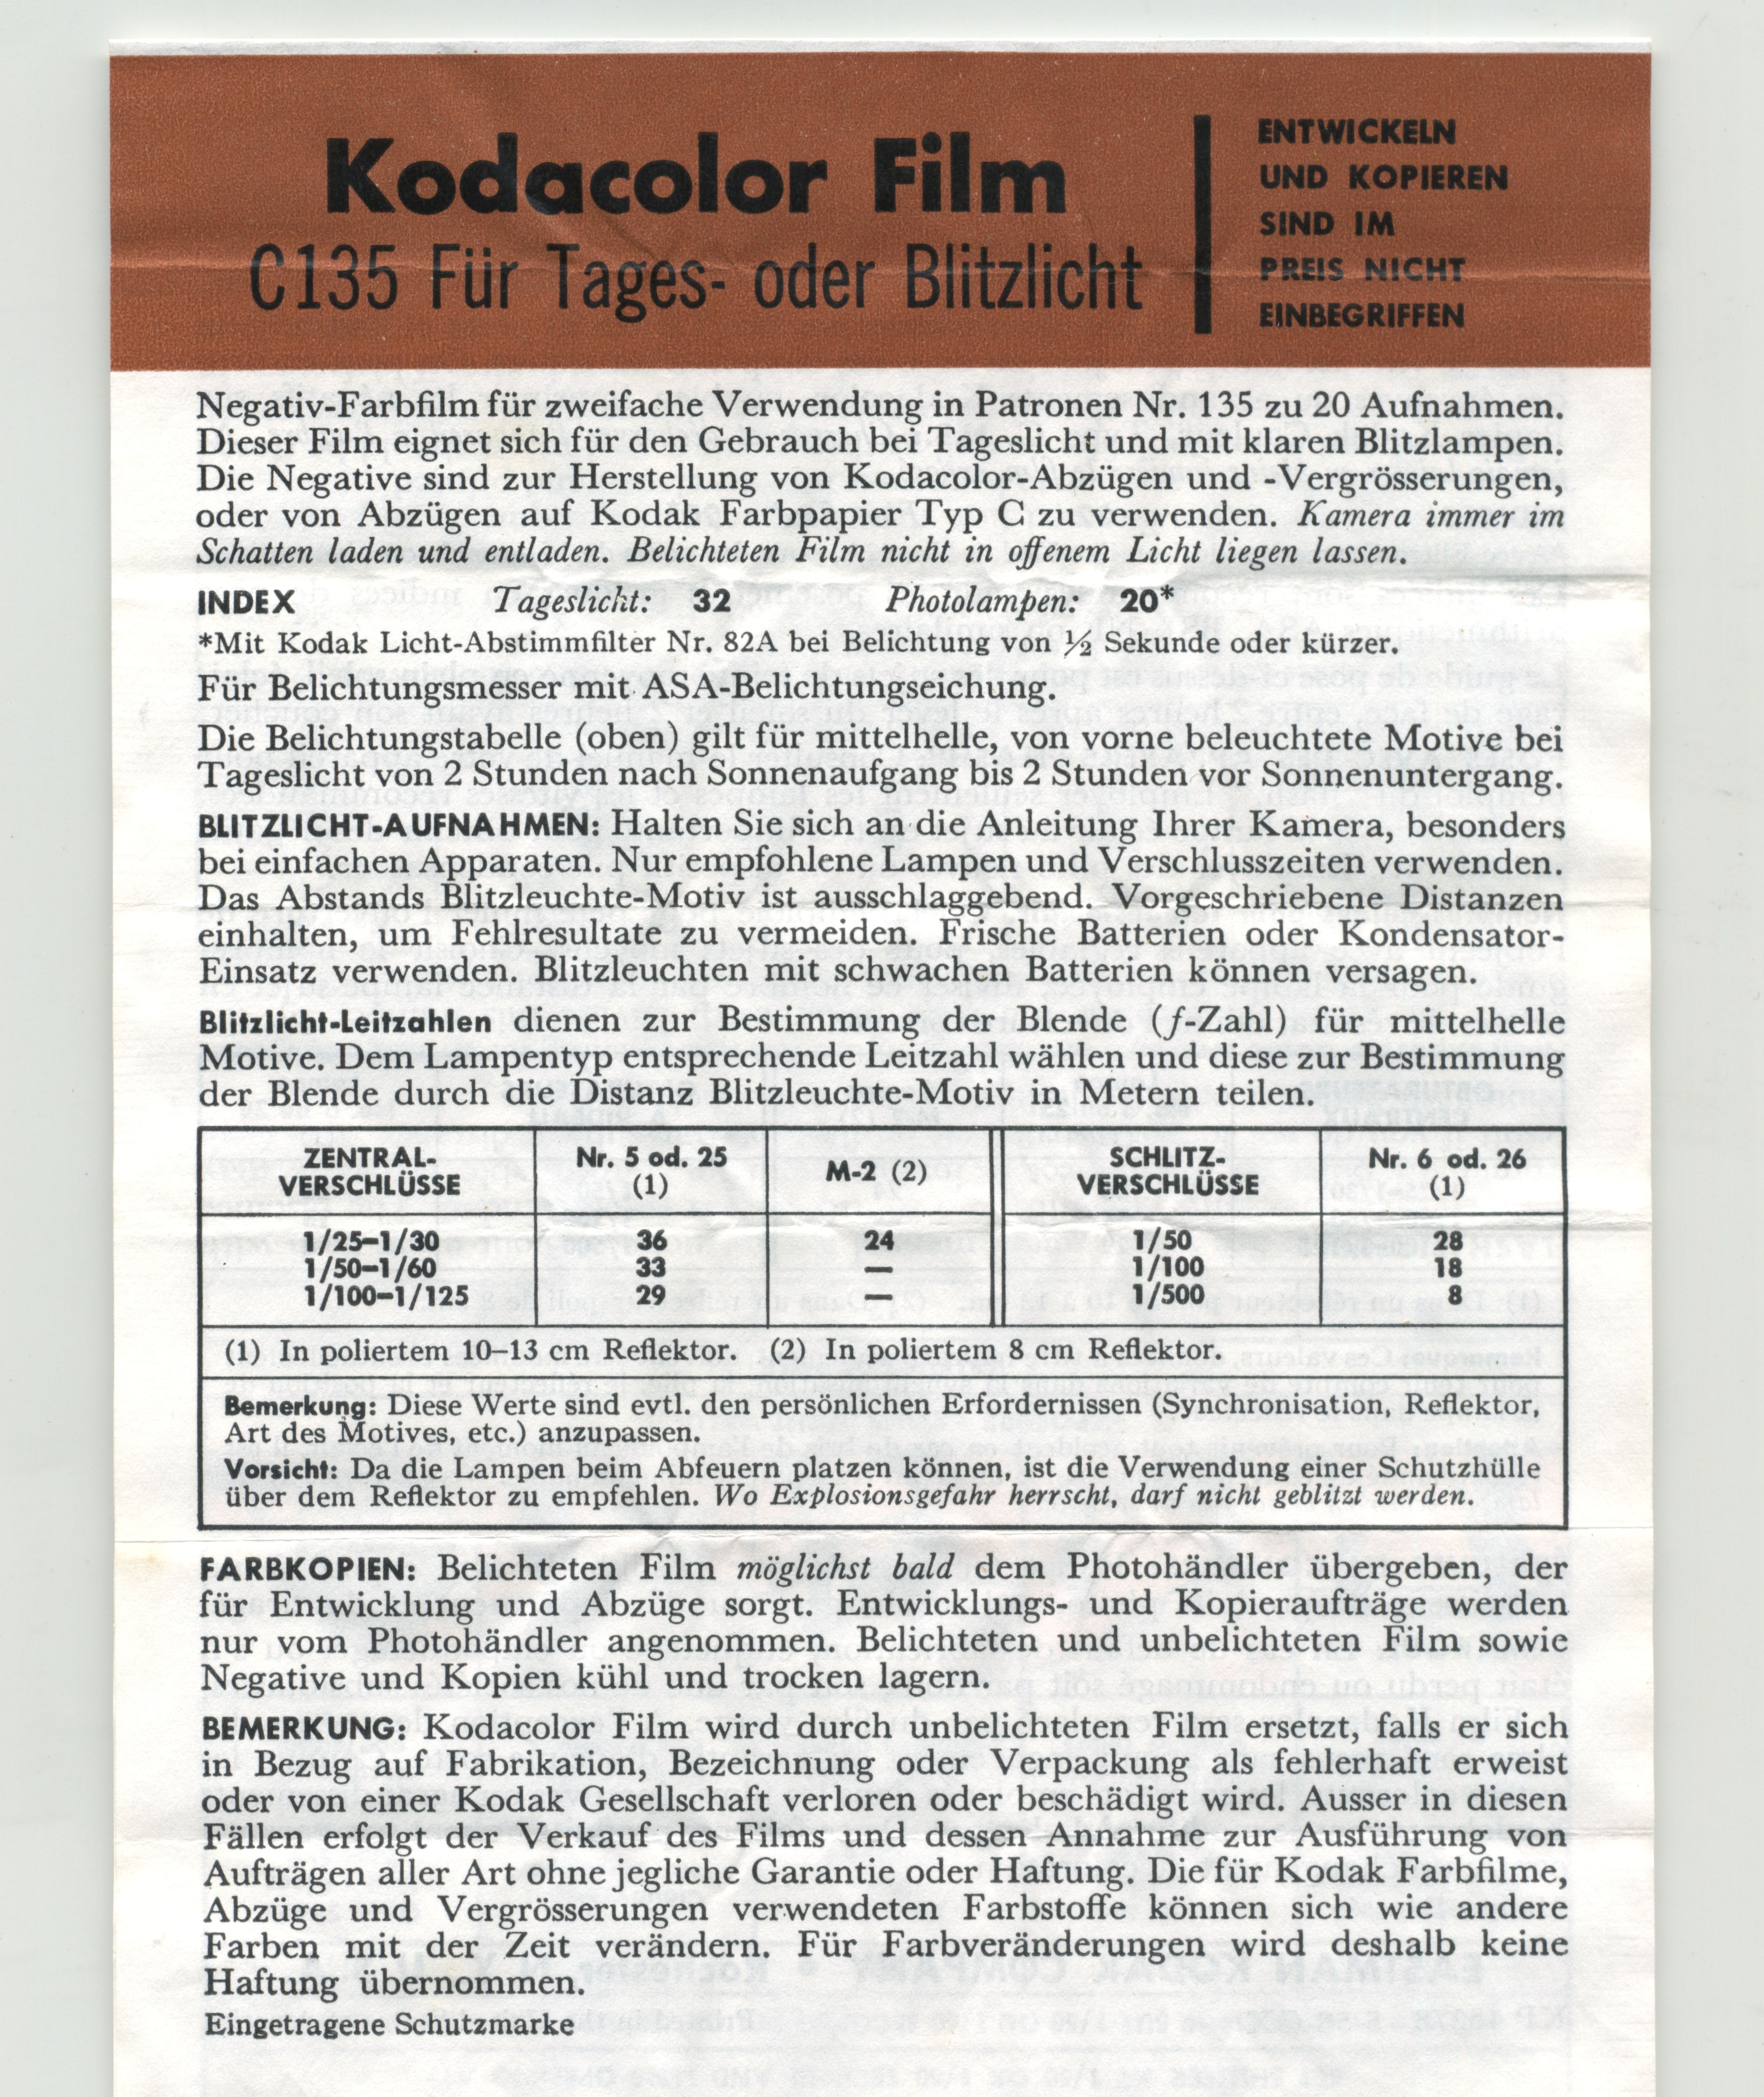 Kodacolor Film
C135 Für Tages- oder Blitzlicht
ENTWICKELN
UND KOPIEREN
SIND IM
PREIS NICHT
EINBEGRIFFEN
Negativ-Farbfilm für zweifache Verwendung in Patronen Nr. 135 zu 20 Aufnahmen.
Dieser Film eignet sich für den Gebrauch bei Tageslicht und mit klaren Blitzlampen.
Die Negative sind zur Herstellung von Kodacolor-Abzügen und -Vergrösserungen,
oder von Abzügen auf Kodak Farbpapier Typ C zu verwenden. Kamera immer im
Schatten laden und entladen. Belichteten Film nicht in offenem Licht liegen lassen.
INDEX Tageslicht: 32 Photolampen: 20*
*Mit Kodak Licht-Abstimmfilter Nr. 82A bei Belichtung von ½ Sekunde oder kürzer.
Für Belichtungsmesser mit ASA-Belichtungseichung.
Die Belichtungstabelle (oben) gilt für mittelhelle, von vorne beleuchtete Motive bei
Tageslicht von 2 Stunden nach Sonnenaufgang bis 2 Stunden vor Sonnenuntergang.
BLITZLICHT-AUFNAHMEN: Halten Sie sich an die Anleitung Ihrer Kamera, besonders
bei einfachen Apparaten. Nur empfohlene Lampen und Verschlusszeiten verwenden.
Das Abstands Blitzleuchte-Motiv ist ausschlaggebend. Vorgeschriebene Distanzen
einhalten, um Fehlresultate zu vermeiden. Frische Batterien oder Kondensator-
Einsatz verwenden. Blitzleuchten mit schwachen Batterien können versagen.
Blitzlicht-Leitzahlen dienen zur Bestimmung der Blende (f-Zahl) für mittelhelle
Motive. Dem Lampentyp entsprechende Leitzahl wählen und diese zur Bestimmung
der Blende durch die Distanz Blitzleuchte-Motiv in Metern teilen.
ZENTRAL- Nr. 5 od. 25 M-2 (2) SCHLITZ- Nr. 6 od. 26
VERSCHLÜSSE (1) VERSCHLÜSSE (1)
1/25–1/30 36 24 1/50 28
1/50–1/60 33 — 1/100 18
1/100–1/125 29 — 1/500 8
(1) In poliertem 10–13 cm Reflektor. (2) In poliertem 8 cm Reflektor.
Bemerkung: Diese Werte sind evtl. den persönlichen Erfordernissen (Synchronisation, Reflektor,
Art des Motives, etc.) anzupassen.
Vorsicht: Da die Lampen beim Abfeuern platzen können, ist die Verwendung einer Schutzhülle
über dem Reflektor zu empfehlen. Wo Explosionsgefahr herrscht, darf nicht geblitzt werden.
FARBKOPIEN: Belichteten Film möglichst bald dem Photohändler übergeben, der
für Entwicklung und Abzüge sorgt. Entwicklungs- und Kopieraufträge werden
nur vom Photohändler angenommen. Belichteten und unbelichteten Film sowie
Negative und Kopien kühl und trocken lagern.
BEMERKUNG: Kodacolor Film wird durch unbelichteten Film ersetzt, falls er sich
in Bezug auf Fabrikation, Bezeichnung oder Verpackung als fehlerhaft erweist
oder von einer Kodak Gesellschaft verloren oder beschädigt wird. Ausser in diesen
Fällen erfolgt der Verkauf des Films und dessen Annahme zur Ausführung von
Aufträgen aller Art ohne jegliche Garantie oder Haftung. Die für Kodak Farbfilme,
Abzüge und Vergrösserungen verwendeten Farbstoffe können sich wie andere
Farben mit der Zeit verändern. Für Farbveränderungen wird deshalb keine
Haftung übernommen.
Eingetragene Schutzmarke